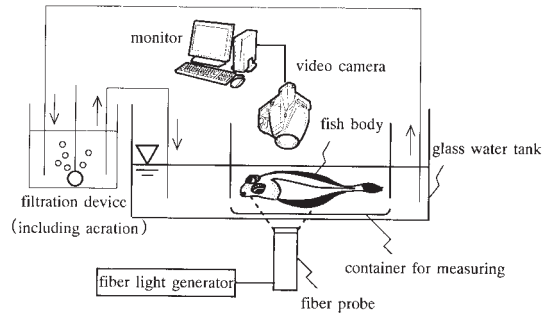 monitor
video camera
fish body
glass water tank
filtration device
(including acration)
container for measuring
fiber light generator
fiber probe